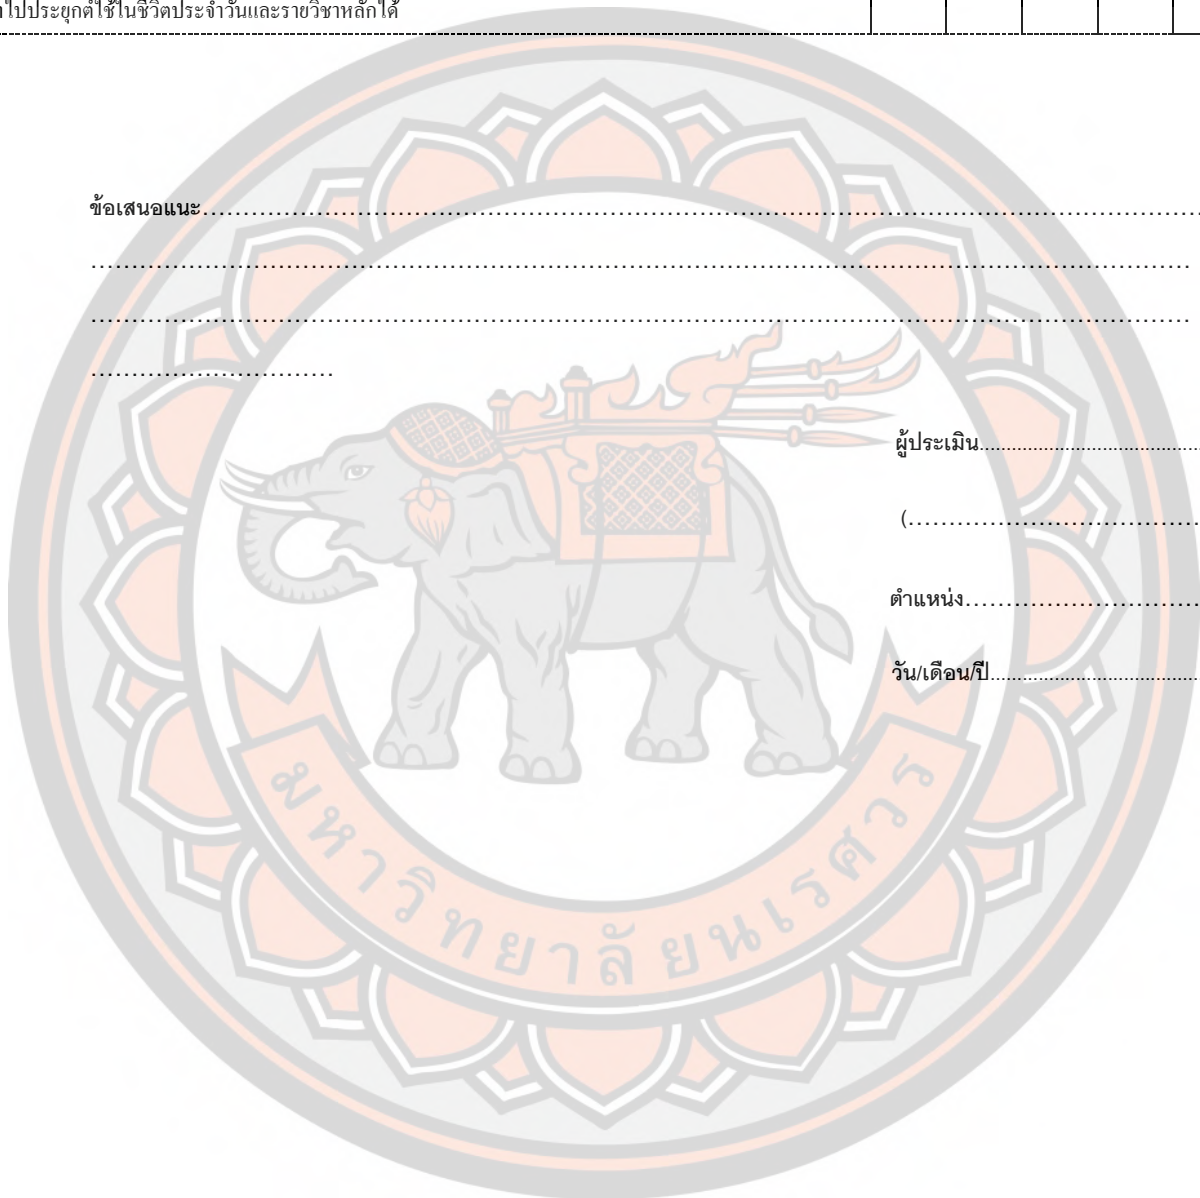 ไปประยุกต์ใช้ในชีวิตประจำวันและรายวิชาหลักได้
ข้อเสนอแนะ........................................................................................................................
........................................................................................................................................
........................................................................................................................................
..............................
ผู้ประเมิน........................................
(........................................
ตำแหน่ง..............................
วัน/เดือน/ปี........................................
มหาวิทยาลัยนเรศวร